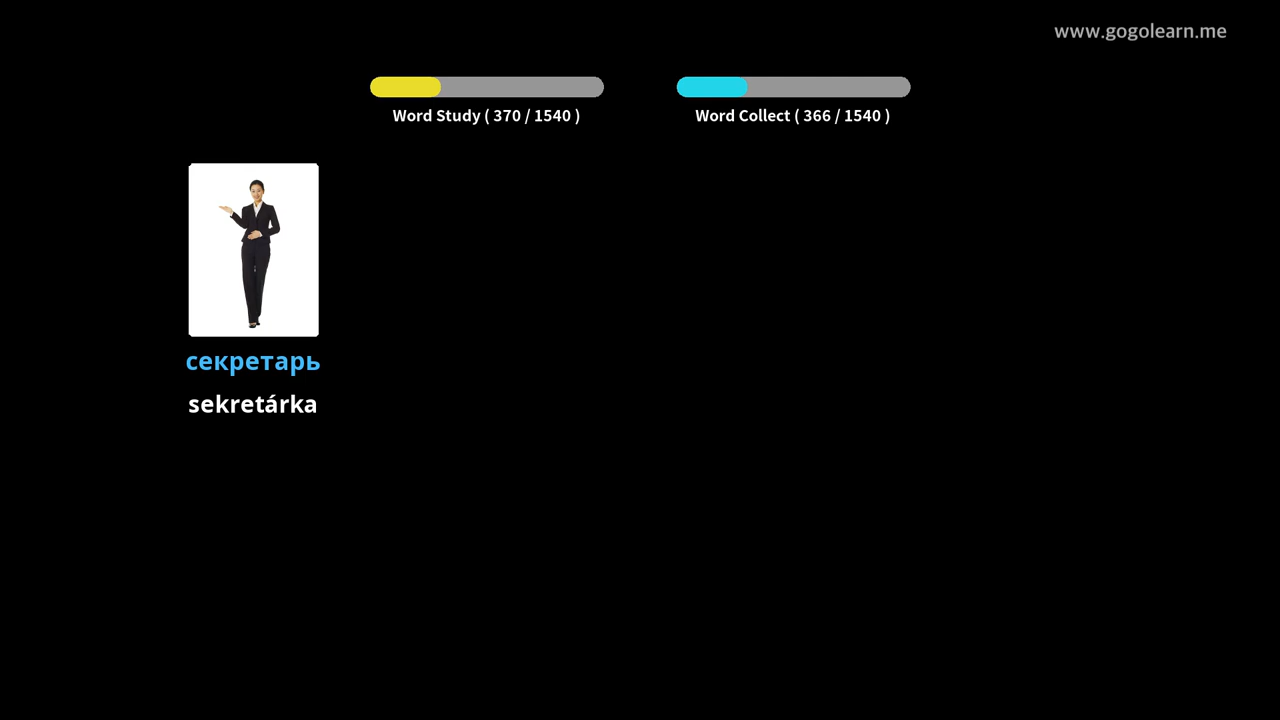 www.gogolearn.me
Word Study ( 370 / 1540 )
Word Collect ( 366 / 1540 )
секретарь
sekretárka